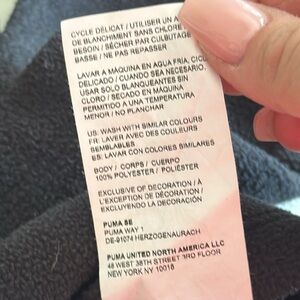 CYCLE DÉLICAT / UTILISER UN A
DE BLANCHIMENT SANS CHLORE
BESOIN / SÉCHER PAR CULBUTAGE
BASSE / NE PAS REPASSER
LAVAR A MÁQUINA EN AGUA FRÍA, CICL
DELICADO / CUANDO SEA NECESARIO,
USAR SOLO BLANQUEANTES SIN
CLORO / SECADO EN MÁQUINA
PERMITIDO A UNA TEMPERATURA
MENOR / NO PLANCHAR
US: WASH WITH SIMILAR COLOURS
FR: LAVER AVEC DES COULEURS
SEMBLABLES
ES: LAVAR CON COLORES SIMILARES
BODY / CORPS / CUERPO
100% POLYESTER / POLIÉSTER
EXCLUSIVE OF DECORATION / À
L'EXCEPTION DE DÉCORATION /
EXCLUYENDO LA DECORACIÓN
PUMA SE
PUMA WAY 1
DE-91074 HERZOGENAURACH
PUMA UNITED NORTH AMERICA LLC
48 WEST 38TH STREET 3RD FLOOR
NEW YORK NY 10018